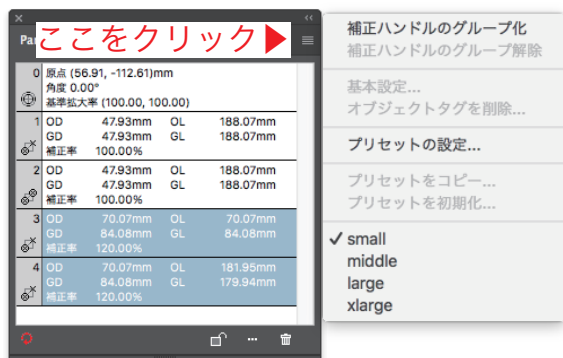 Par
ここをクリック
0 原点 (56.91, -112.61)mm
角度 0.00°
基準拡大率 (100.00, 100.00)
1 OD 47.93mm OL 188.07mm
GD 47.93mm GL 188.07mm
補正率 100.00%
2 OD 47.93mm OL 188.07mm
GD 47.93mm GL 188.07mm
補正率 100.00%
3 OD 70.07mm OL 70.07mm
GD 84.08mm GL 84.08mm
補正率 120.00%
4 OD 70.07mm OL 181.95mm
GD 84.08mm GL 179.94mm
補正率 120.00%
補正ハンドルのグループ化
補正ハンドルのグループ解除
基本設定...
オブジェクトタグを削除...
プリセットの設定...
プリセットをコピー...
プリセットを初期化...
✓ small
middle
large
xlarge